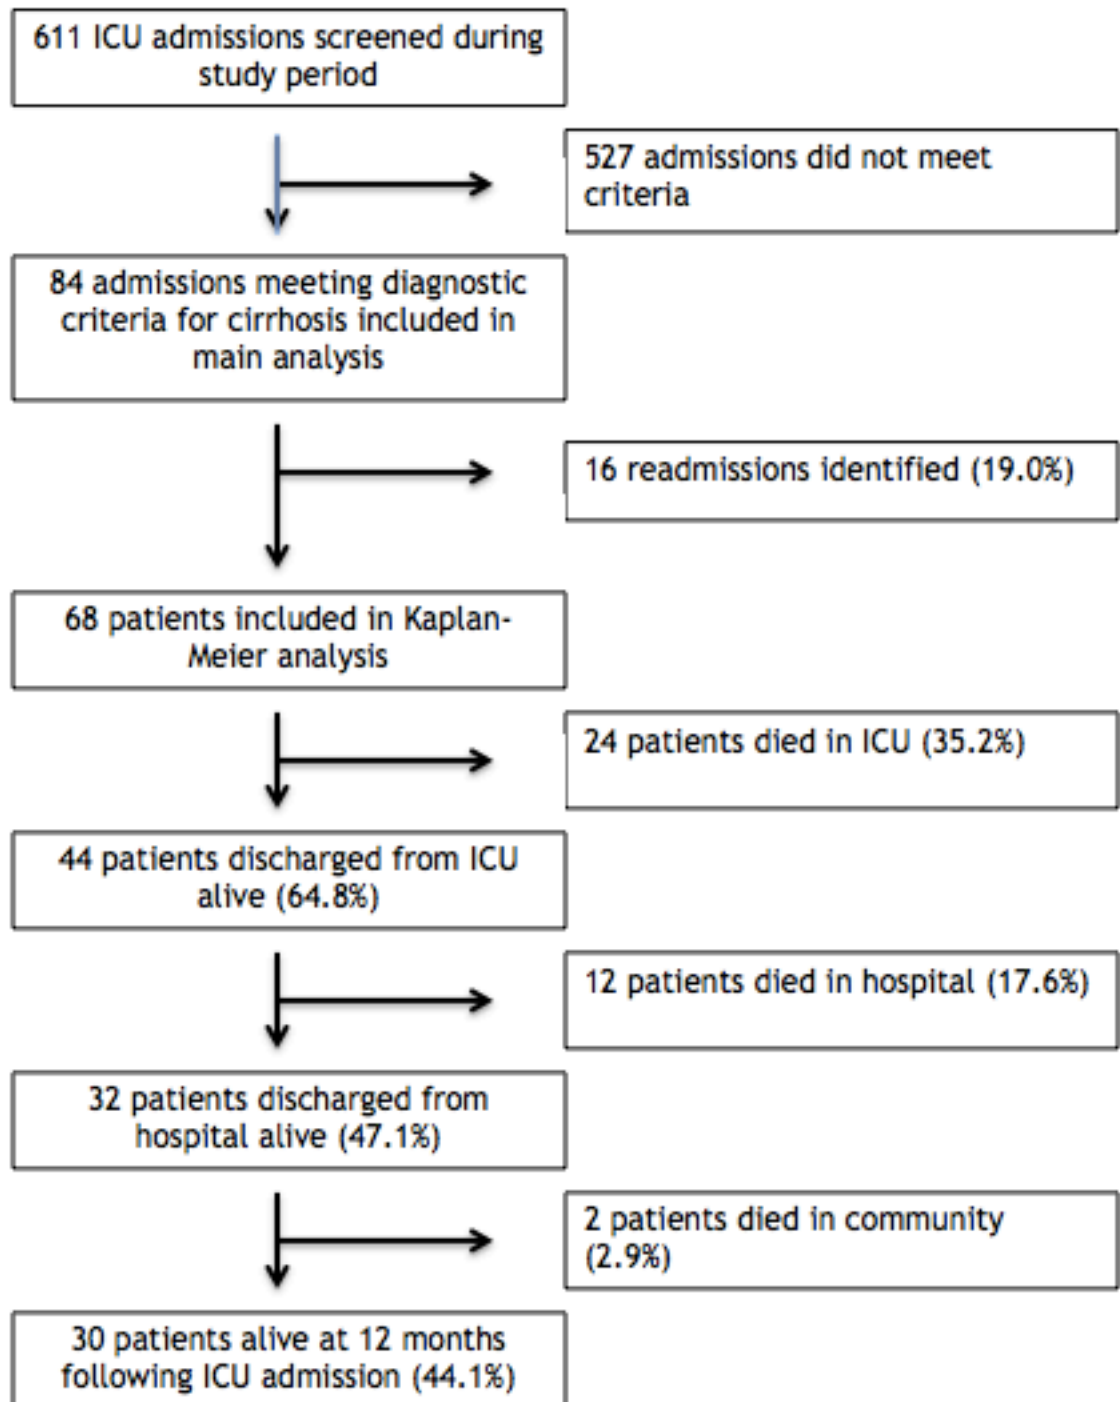 611 ICU admissions screened during
study period
527 admissions did not meet
criteria
84 admissions meeting diagnostic
criteria for cirrhosis included in
main analysis
16 readmissions identified (19.0%)
68 patients included in Kaplan-
Meier analysis
24 patients died in ICU (35.2%)
44 patients discharged from ICU
alive (64.8%)
12 patients died in hospital (17.6%)
32 patients discharged from
hospital alive (47.1%)
2 patients died in community
(2.9%)
30 patients alive at 12 months
following ICU admission (44.1%)